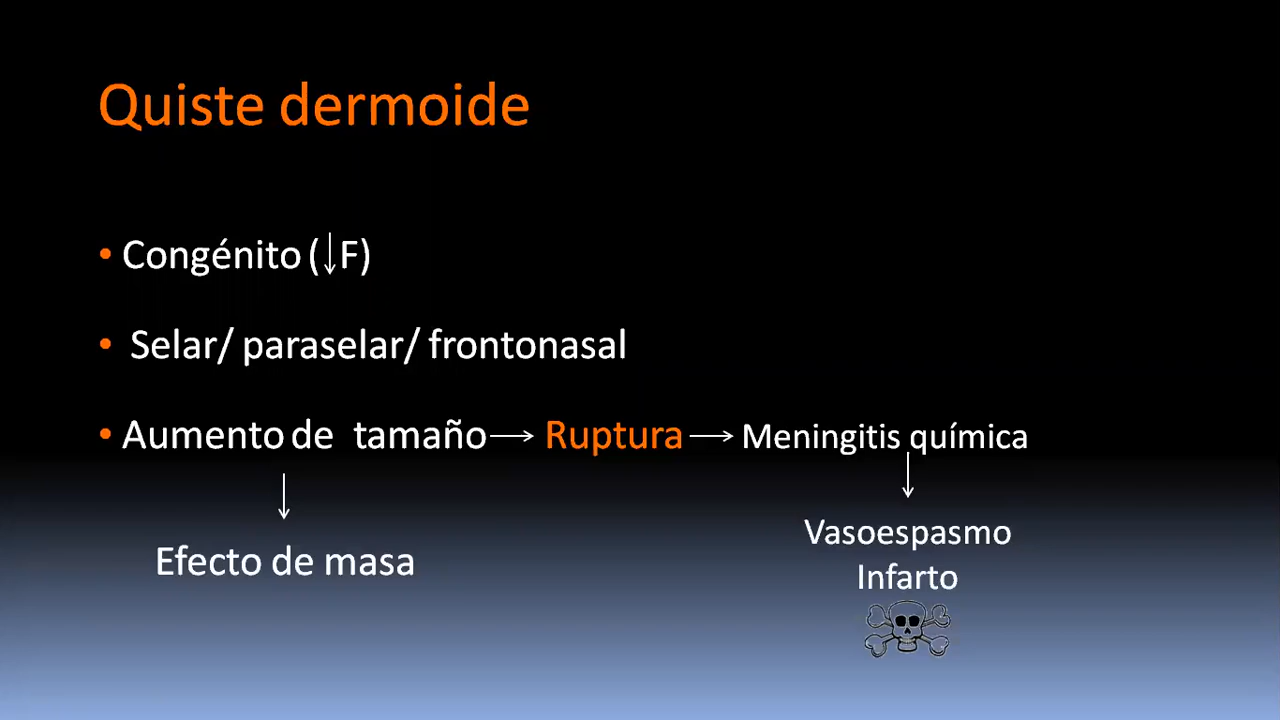 Quiste dermoide
• Congénito (↓F)
• Selar/ paraselar/ frontonasal
• Aumento de tamaño → Ruptura → Meningitis química
↓ ↓
Vasoespasmo
Efecto de masa
Infarto